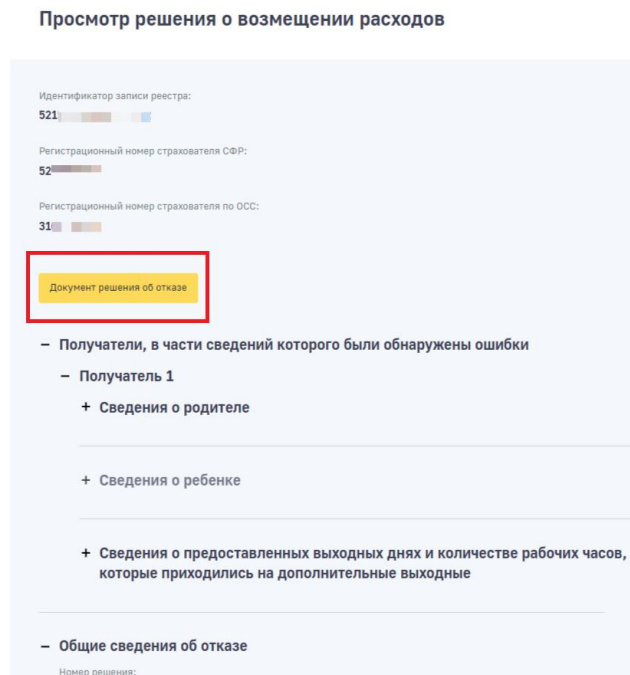 Просмотр решения о возмещении расходов
Идентификатор записи реестра:
521
Регистрационный номер страхователя СФР:
52
Регистрационный номер страхователя по ОСС:
31
Документ решения об отказе
− Получатели, в части сведений которого были обнаружены ошибки
− Получатель 1
+ Сведения о родителе
+ Сведения о ребенке
+ Сведения о предоставленных выходных днях и количестве рабочих часов,
которые приходились на дополнительные выходные
− Общие сведения об отказе
Номер решения: